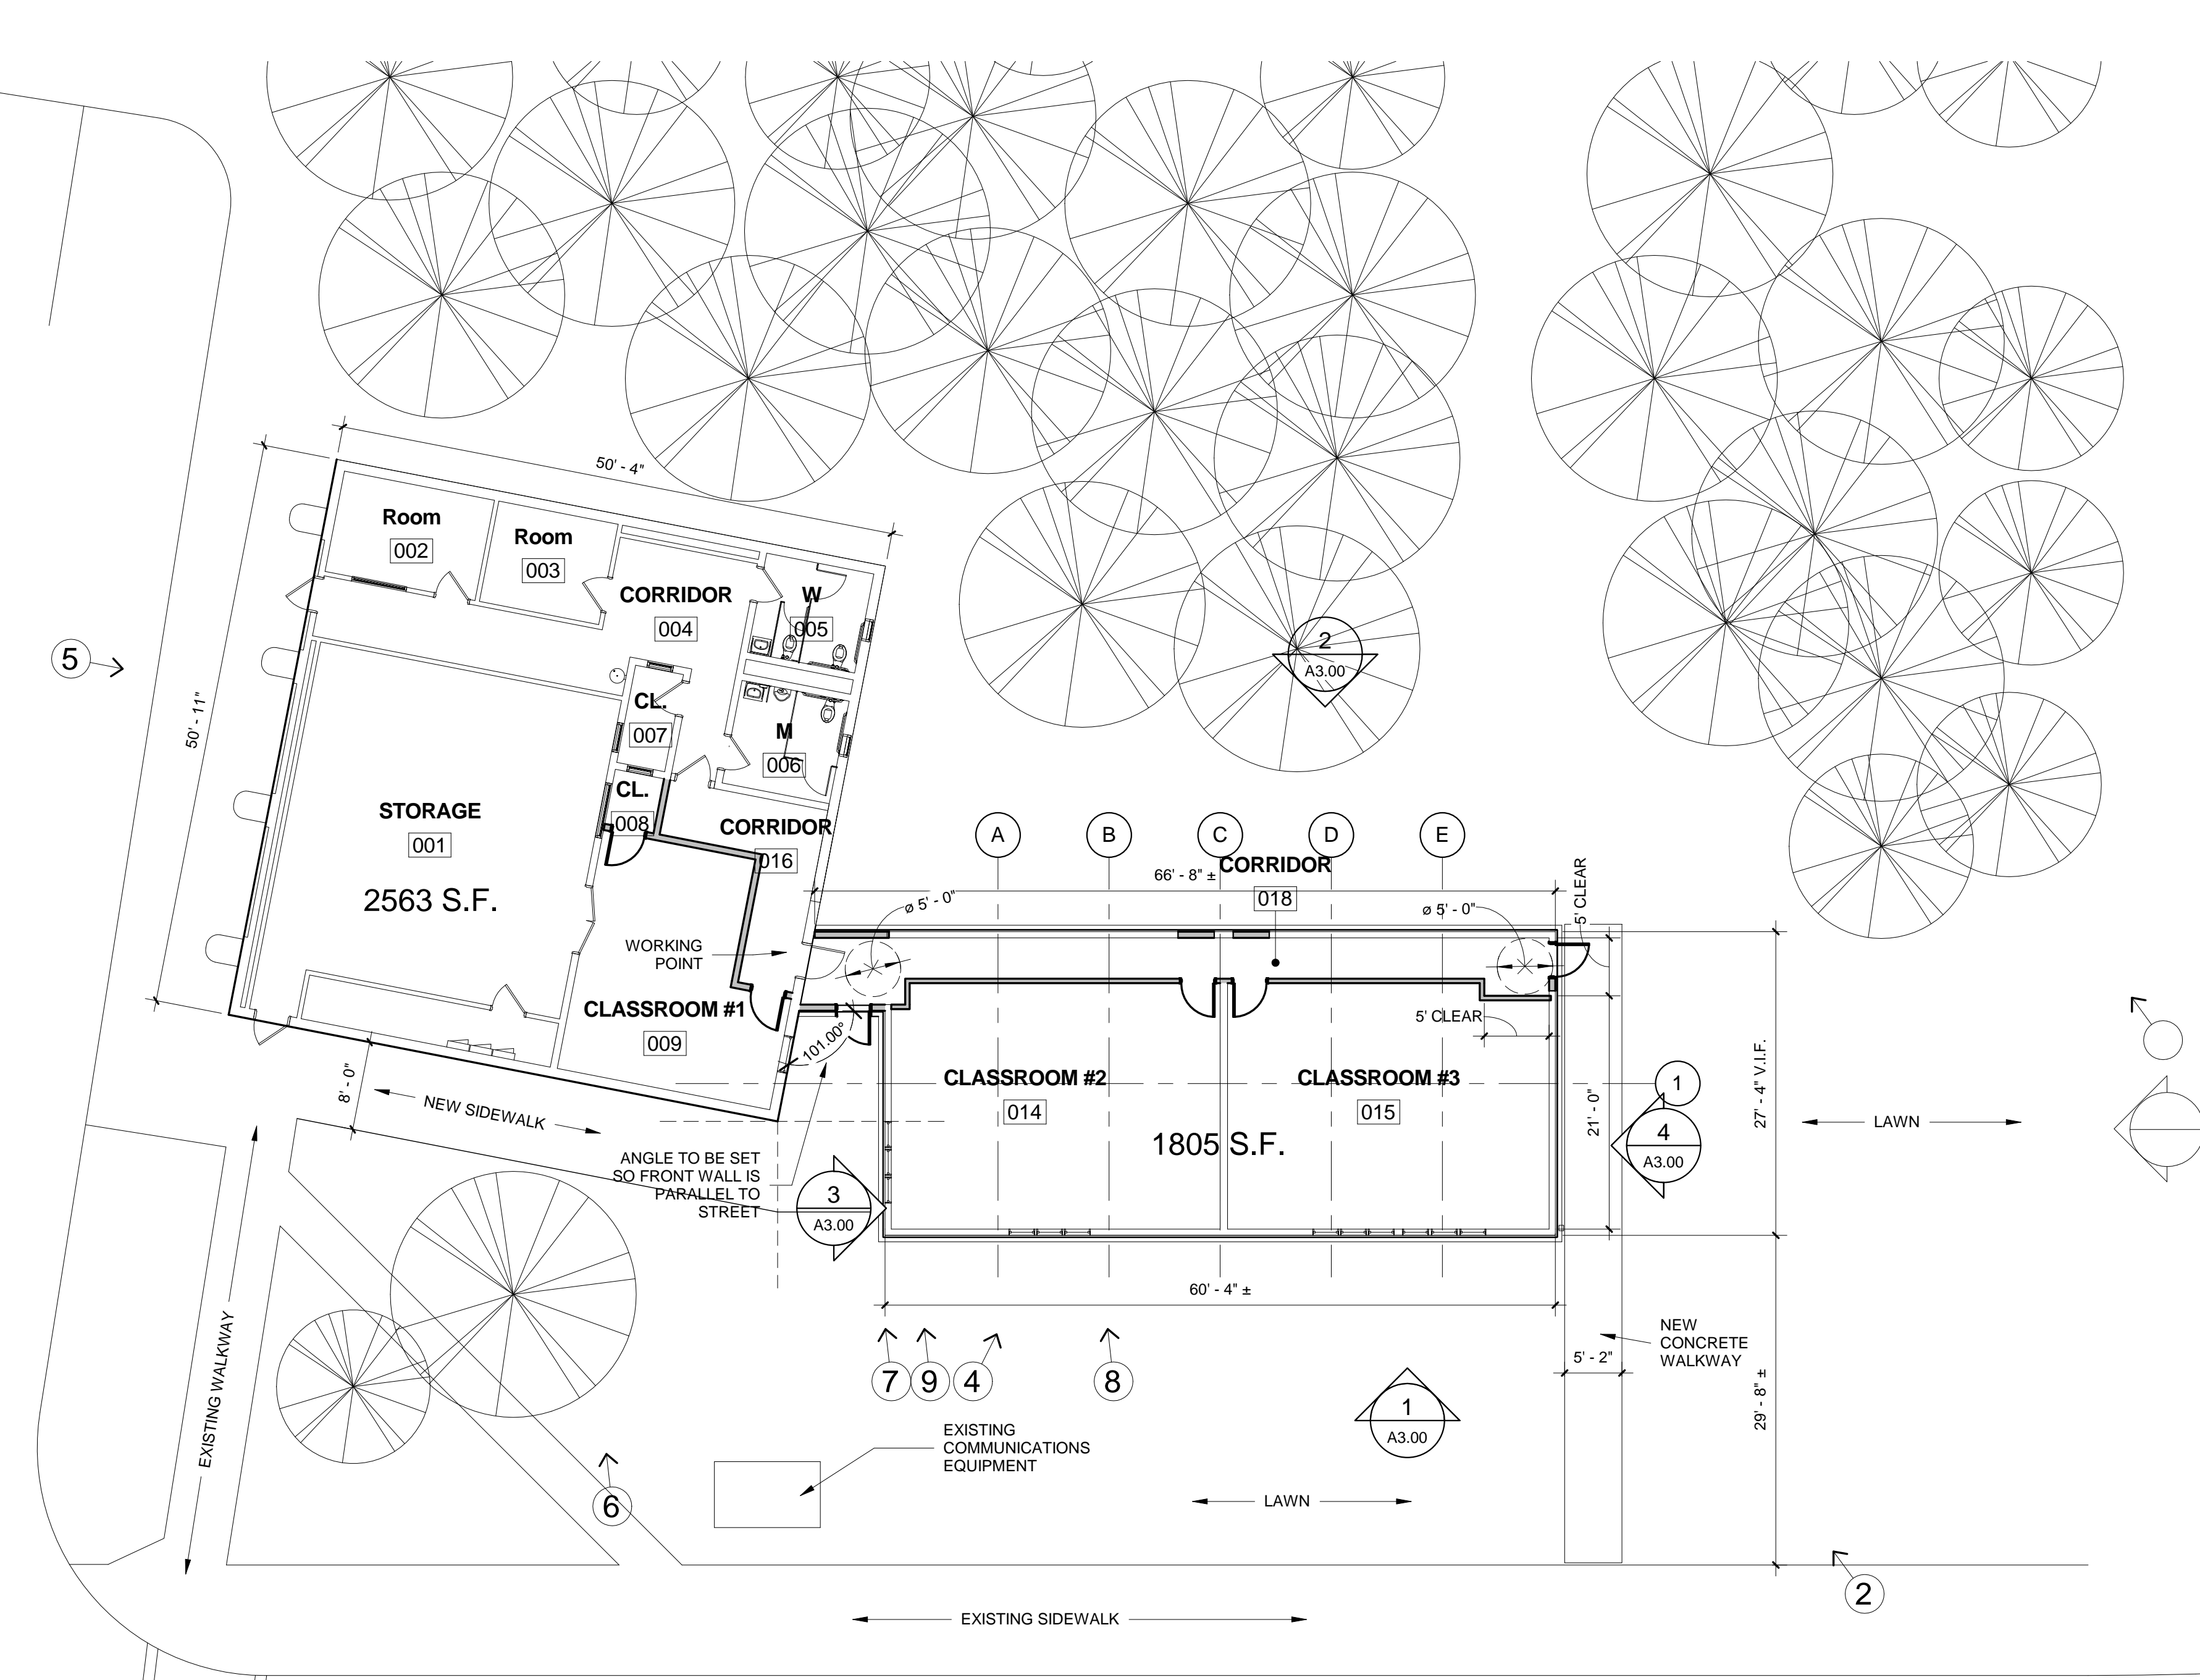 50' - 4"
Room
002
Room
003
CORRIDOR
004
W
005
2
A3.00
5
50' - 11"
CL.
007
M
006
CL.
008
STORAGE
001
2563 S.F.
CORRIDOR
016
A
B
C
D
E
66' - 8" ±
CORRIDOR
018
ø 5' - 0"
ø 5' - 0"
5' CLEAR
WORKING
POINT
CLASSROOM #1
009
101.00°
5' CLEAR
CLASSROOM #2
014
CLASSROOM #3
015
1805 S.F.
1
4
A3.00
21' - 0"
27' - 4" V.I.F.
LAWN
8' - 0"
NEW SIDEWALK
ANGLE TO BE SET
SO FRONT WALL IS
PARALLEL TO
STREET
3
A3.00
60' - 4" ±
EXISTING WALKWAY
7
9
4
8
1
A3.00
5' - 2"
NEW
CONCRETE
WALKWAY
29' - 8" ±
EXISTING
COMMUNICATIONS
EQUIPMENT
6
LAWN
2
EXISTING SIDEWALK